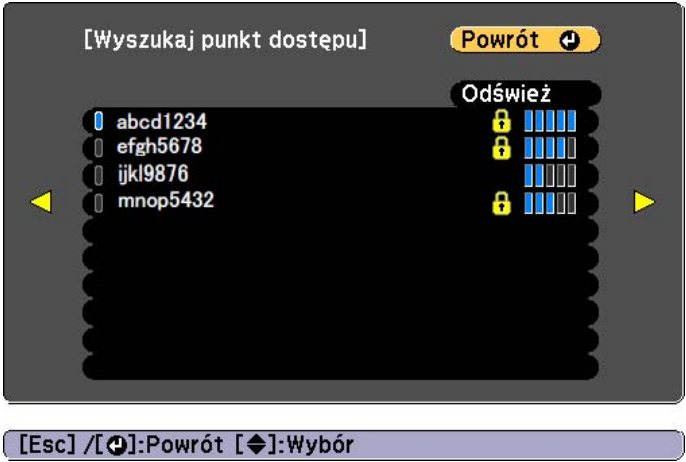 [Wyszukaj punkt dostępu]
Powrót
Odśwież
abcd1234
efgh5678
ijkl9876
mnop5432
[Esc] /[⏎]:Powrót [◆]:Wybór